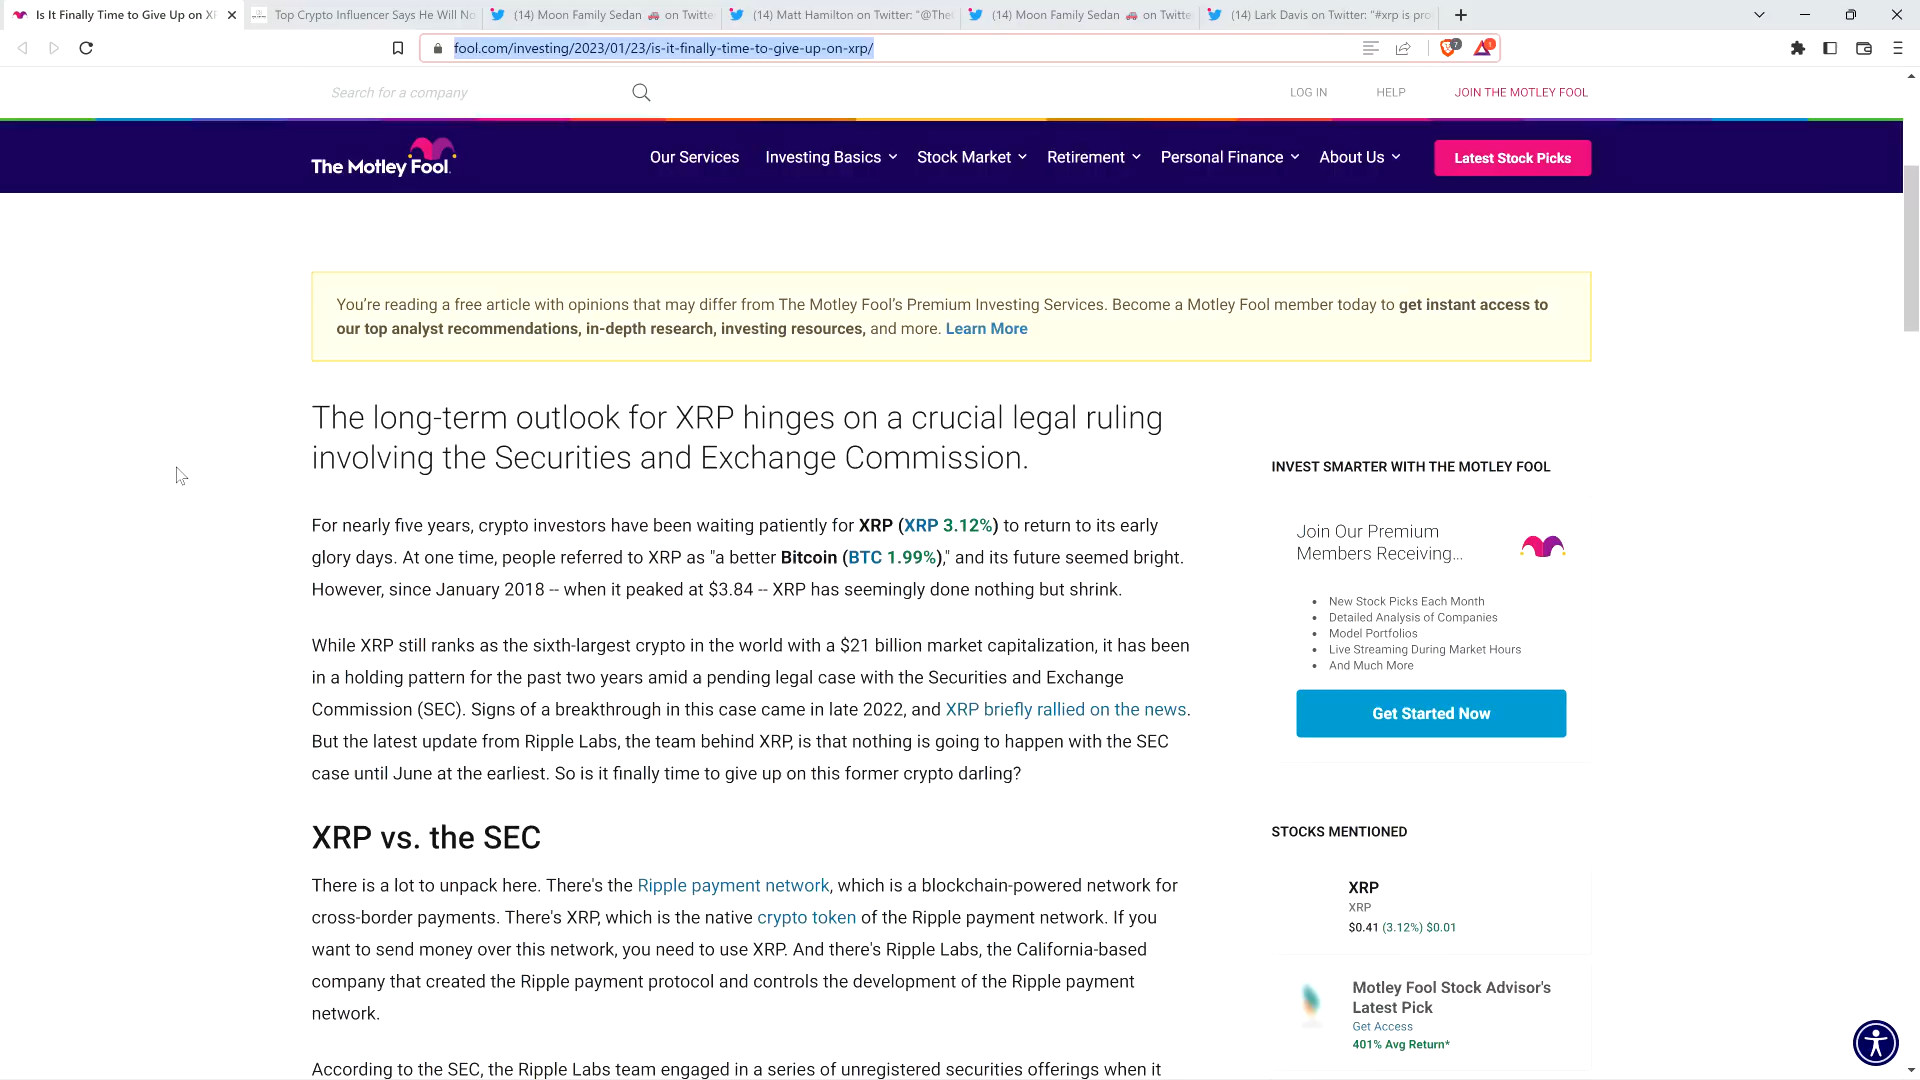 Is It Finally Time to Give Up on XR
Top Crypto Influencer Says He Will No
(14) Moon Family Sedan 🚗 on Twitte
(14) Matt Hamilton on Twitter: "@The
(14) Moon Family Sedan 🚗 on Twitte
(14) Lark Davis on Twitter: "#xrp is pro
fool.com/investing/2023/01/23/is-it-finally-time-to-give-up-on-xrp/
7
1
Search for a company
LOG IN
HELP
JOIN THE MOTLEY FOOL
The Motley Fool.
Our Services
Investing Basics
Stock Market
Retirement
Personal Finance
About Us
Latest Stock Picks
You’re reading a free article with opinions that may differ from The Motley Fool’s Premium Investing Services. Become a Motley Fool member today to get instant access to
our top analyst recommendations, in-depth research, investing resources, and more. Learn More
The long-term outlook for XRP hinges on a crucial legal ruling
involving the Securities and Exchange Commission.
For nearly five years, crypto investors have been waiting patiently for XRP (XRP 3.12%) to return to its early
glory days. At one time, people referred to XRP as "a better Bitcoin (BTC 1.99%)," and its future seemed bright.
However, since January 2018 -- when it peaked at $3.84 -- XRP has seemingly done nothing but shrink.
While XRP still ranks as the sixth-largest crypto in the world with a $21 billion market capitalization, it has been
in a holding pattern for the past two years amid a pending legal case with the Securities and Exchange
Commission (SEC). Signs of a breakthrough in this case came in late 2022, and XRP briefly rallied on the news.
But the latest update from Ripple Labs, the team behind XRP, is that nothing is going to happen with the SEC
case until June at the earliest. So is it finally time to give up on this former crypto darling?
XRP vs. the SEC
There is a lot to unpack here. There's the Ripple payment network, which is a blockchain-powered network for
cross-border payments. There's XRP, which is the native crypto token of the Ripple payment network. If you
want to send money over this network, you need to use XRP. And there's Ripple Labs, the California-based
company that created the Ripple payment protocol and controls the development of the Ripple payment
network.
According to the SEC, the Ripple Labs team engaged in a series of unregistered securities offerings when it
INVEST SMARTER WITH THE MOTLEY FOOL
Join Our Premium
Members Receiving...
• New Stock Picks Each Month
• Detailed Analysis of Companies
• Model Portfolios
• Live Streaming During Market Hours
• And Much More
Get Started Now
STOCKS MENTIONED
XRP
XRP
$0.41 (3.12%) $0.01
Motley Fool Stock Advisor's
Latest Pick
Get Access
401% Avg Return*